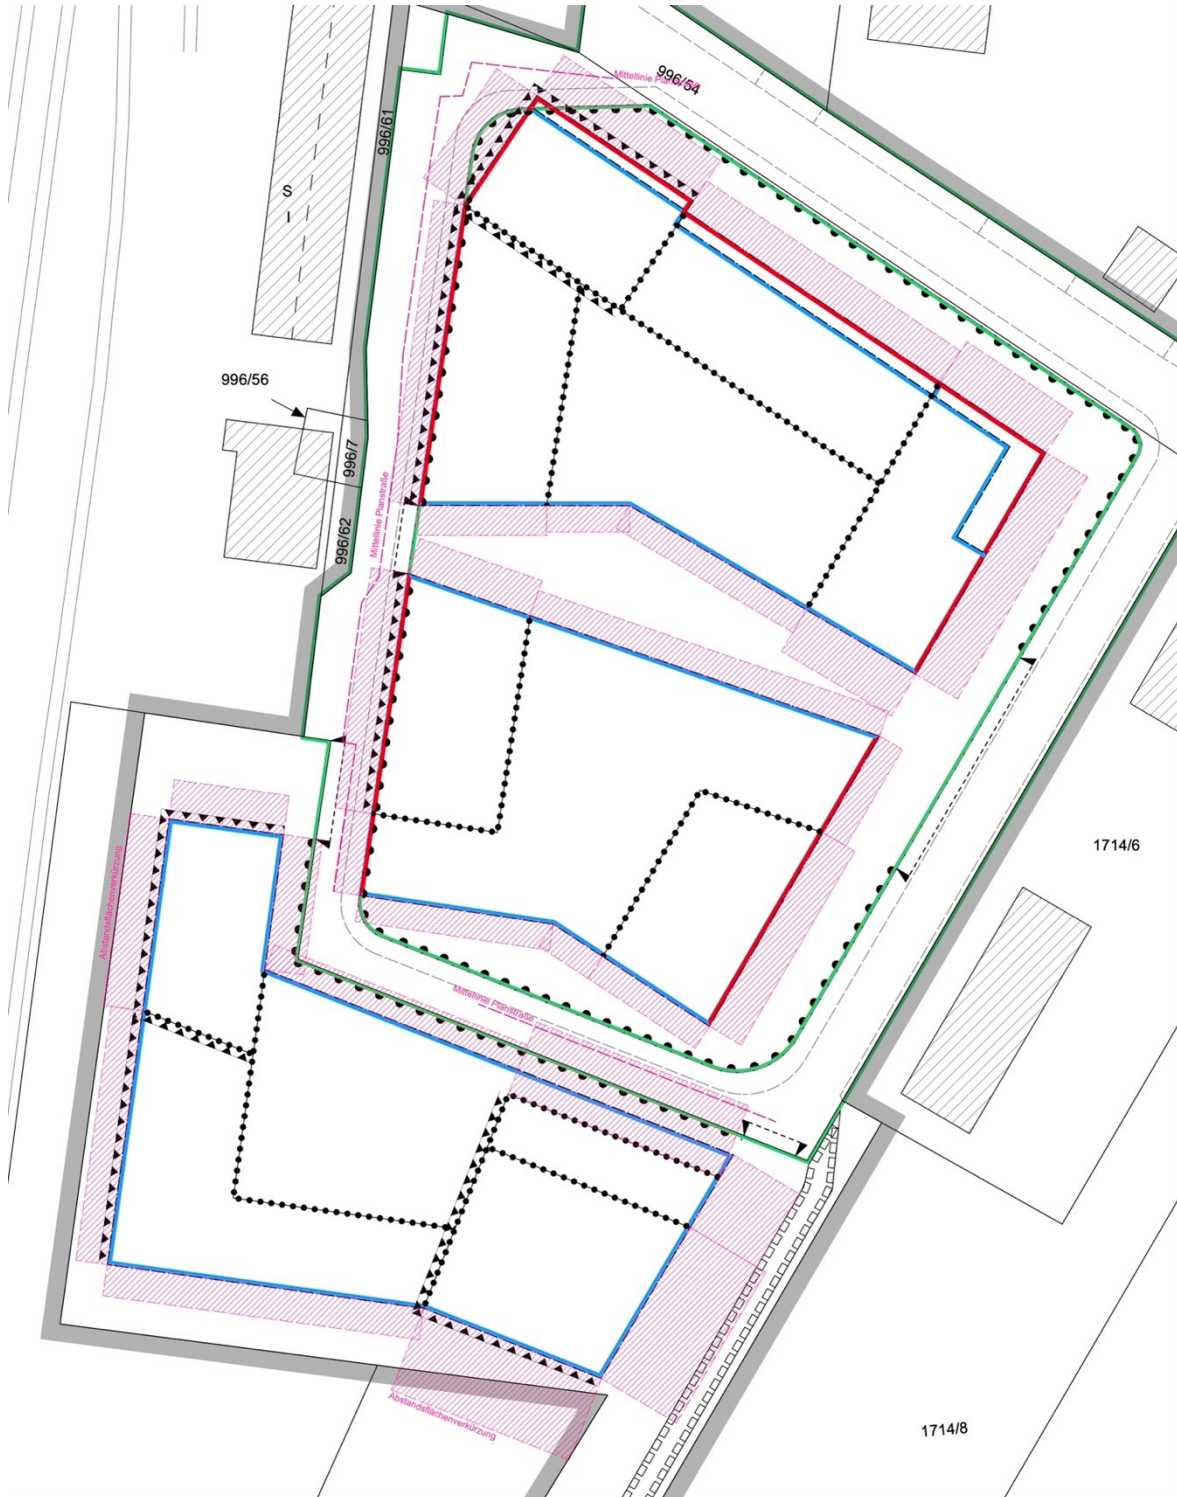 Mittellinie
996/54
996/61
S
I
996/56
996/7
Mittellinie Planstraße
996/62
1714/6
Abstandsflächenverkürzung
Mittellinie Planstraße
1714/8
Abstandsflächenverkürzung